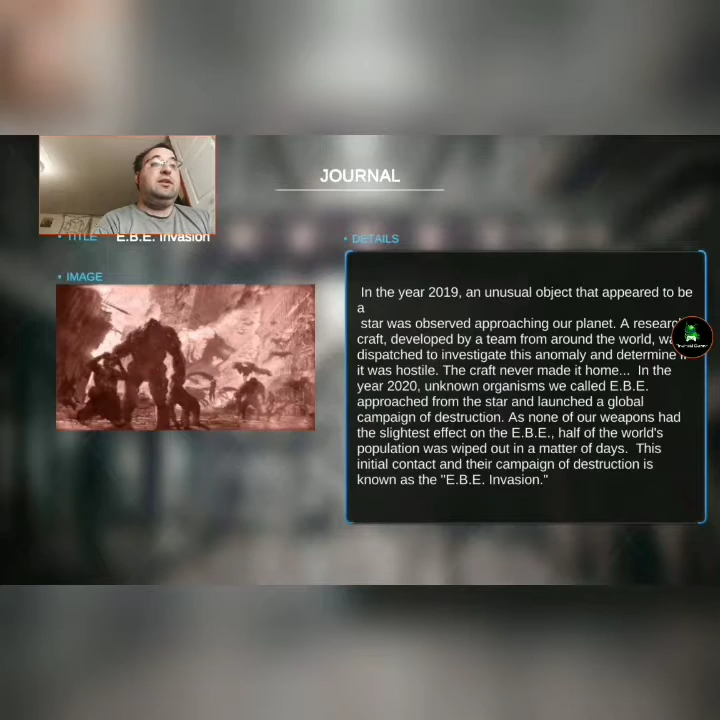 JOURNAL
• TITLE E.B.E. Invasion
• DETAILS
• IMAGE
In the year 2019, an unusual object that appeared to be
a
star was observed approaching our planet. A research
craft, developed by a team from around the world, wa
dispatched to investigate this anomaly and determine
it was hostile. The craft never made it home... In the
year 2020, unknown organisms we called E.B.E.
approached from the star and launched a global
campaign of destruction. As none of our weapons had
the slightest effect on the E.B.E., half of the world's
population was wiped out in a matter of days. This
initial contact and their campaign of destruction is
known as the "E.B.E. Invasion."